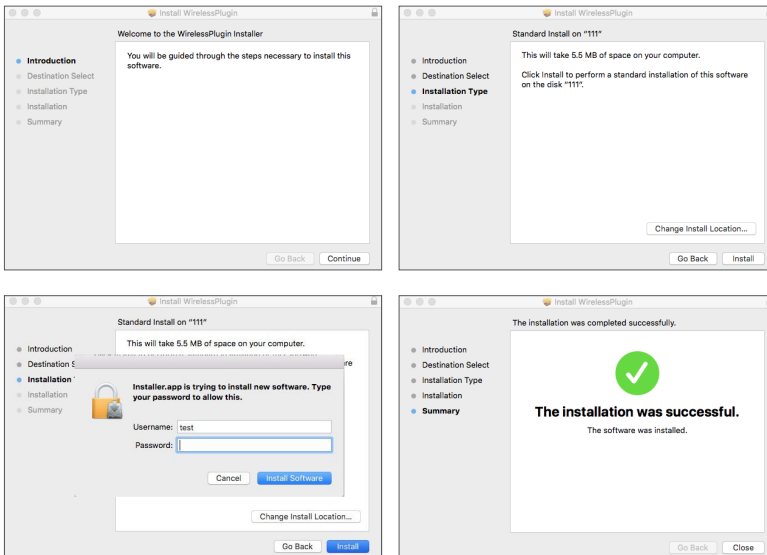 Install WirelessPlugin
Welcome to the WirelessPlugin Installer
Introduction
Destination Select
Installation Type
Installation
Summary
You will be guided through the steps necessary to install this
software.
Go Back
Continue
Install WirelessPlugin
Standard Install on "111"
Introduction
Destination Select
Installation Type
Installation
Summary
This will take 5.5 MB of space on your computer.
Click Install to perform a standard installation of this software
on the disk "111".
Change Install Location...
Go Back
Install
Install WirelessPlugin
Standard Install on "111"
Introduction
Destination S
Installation
Installation
Summary
This will take 5.5 MB of space on your computer.
re
Installer.app is trying to install new software. Type
your password to allow this.
Username: test
Password:
Cancel
Install Software
Change Install Location...
Go Back
Install
Install WirelessPlugin
The installation was completed successfully.
Introduction
Destination Select
Installation Type
Installation
Summary
The installation was successful.
The software was installed.
Go Back
Close